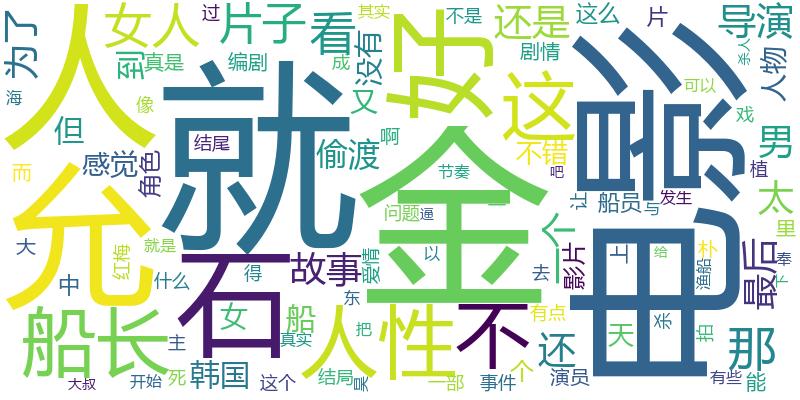 为了
女人
过
片子
看
好
其实
不是
这么
片
导演
海
人
到
真是
编剧
成
没有
还是
剧情
人物
杀人
但
像
就
又
这
可以
电影
戏
男
感觉
角色
结尾
偷渡
啊
不错
节奏
吧
而
允
金
植
太
里
船员
写
发生
让
一个
问题
逼
大
红梅
就是
石
故事
爱情
以
去
影片
上
朴
给
渔船
奉
下
最后
中
什么
得
船长
女
船
东
人性
不
有点
还
天
杀
拍
那
主
把
真实
韩国
死
大叔
开始
这个
结局
昊
一部
事件
个
演员
有些
能